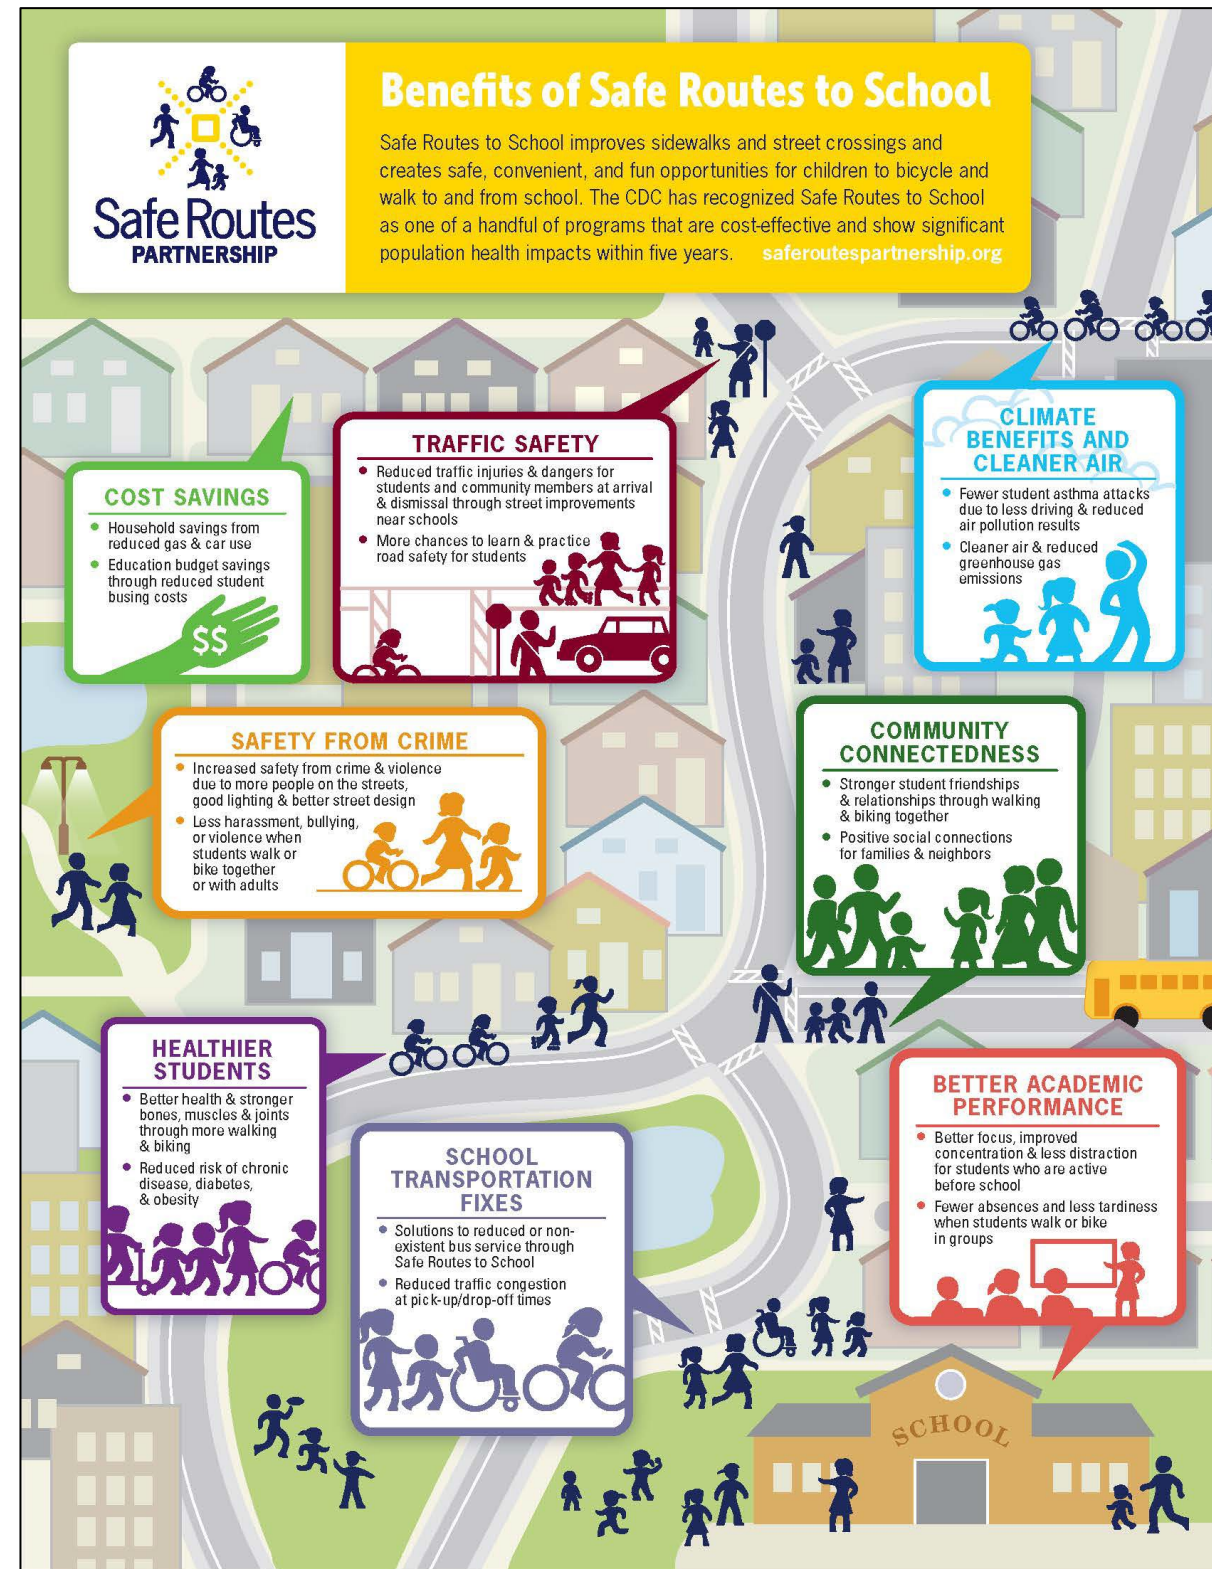 Safe Routes
PARTNERSHIP
Benefits of Safe Routes to School
Safe Routes to School improves sidewalks and street crossings and
creates safe, convenient, and fun opportunities for children to bicycle and
walk to and from school. The CDC has recognized Safe Routes to School
as one of a handful of programs that are cost-effective and show significant
population health impacts within five years. saferoutespartnership.org
COST SAVINGS
• Household savings from
reduced gas & car use
• Education budget savings
through reduced student
busing costs
$$
TRAFFIC SAFETY
• Reduced traffic injuries & dangers for
students and community members at arrival
& dismissal through street improvements
near schools
• More chances to learn & practice
road safety for students
CLIMATE
BENEFITS AND
CLEANER AIR
• Fewer student asthma attacks
due to less driving & reduced
air pollution results
• Cleaner air & reduced
greenhouse gas
emissions
SAFETY FROM CRIME
• Increased safety from crime & violence
due to more people on the streets,
good lighting & better street design
• Less harassment, bullying,
or violence when
students walk or
bike together
or with adults
COMMUNITY
CONNECTEDNESS
• Stronger student friendships
& relationships through walking
& biking together
• Positive social connections
for families & neighbors
HEALTHIER
STUDENTS
• Better health & stronger
bones, muscles & joints
through more walking
& biking
• Reduced risk of chronic
disease, diabetes,
& obesity
SCHOOL
TRANSPORTATION
FIXES
• Solutions to reduced or non-
existent bus service through
Safe Routes to School
• Reduced traffic congestion
at pick-up/drop-off times
BETTER ACADEMIC
PERFORMANCE
• Better focus, improved
concentration & less distraction
for students who are active
before school
• Fewer absences and less tardiness
when students walk or bike
in groups
SCHOOL